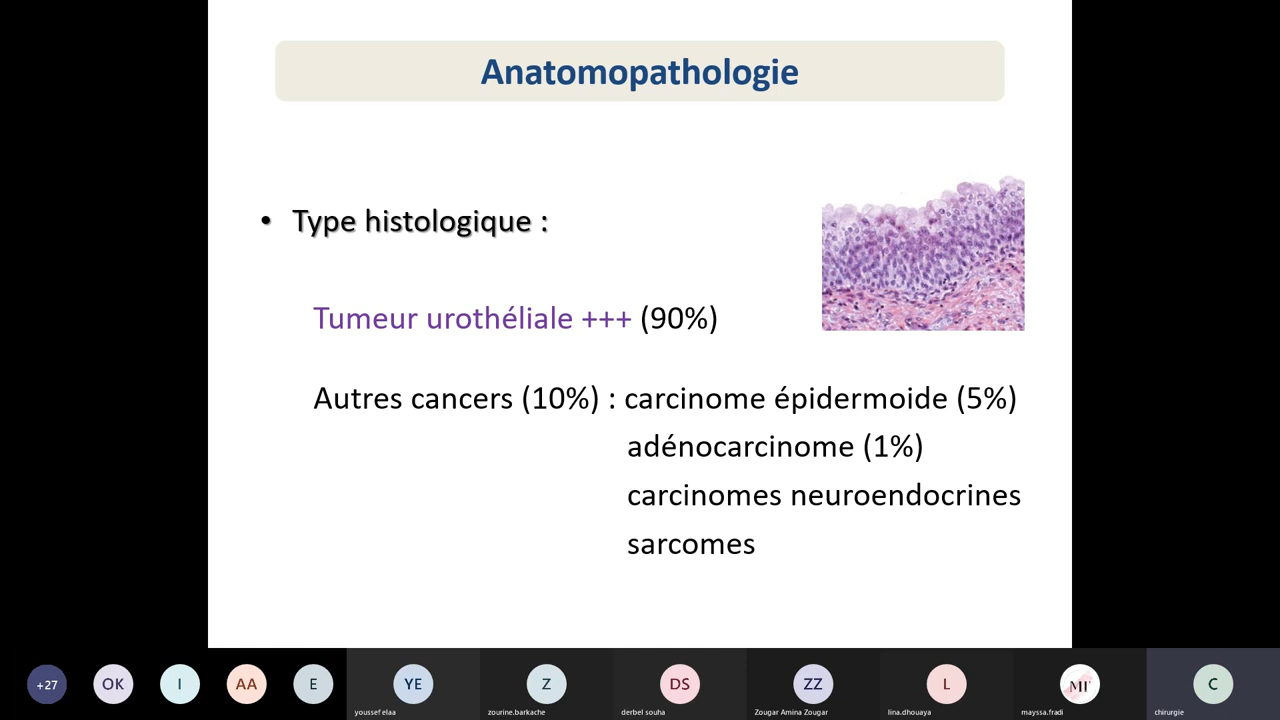 Anatomopathologie
• Type histologique :
Tumeur urothéliale +++ (90%)
Autres cancers (10%) : carcinome épidermoide (5%)
adénocarcinome (1%)
carcinomes neuroendocrines
sarcomes
+27 OK I AA E YE Z DS ZZ L MF C
youssef elaa zourine.barkache derbel souha Zougar Amina Zougar lina.dhouaya mayssa.fradi chirurgie